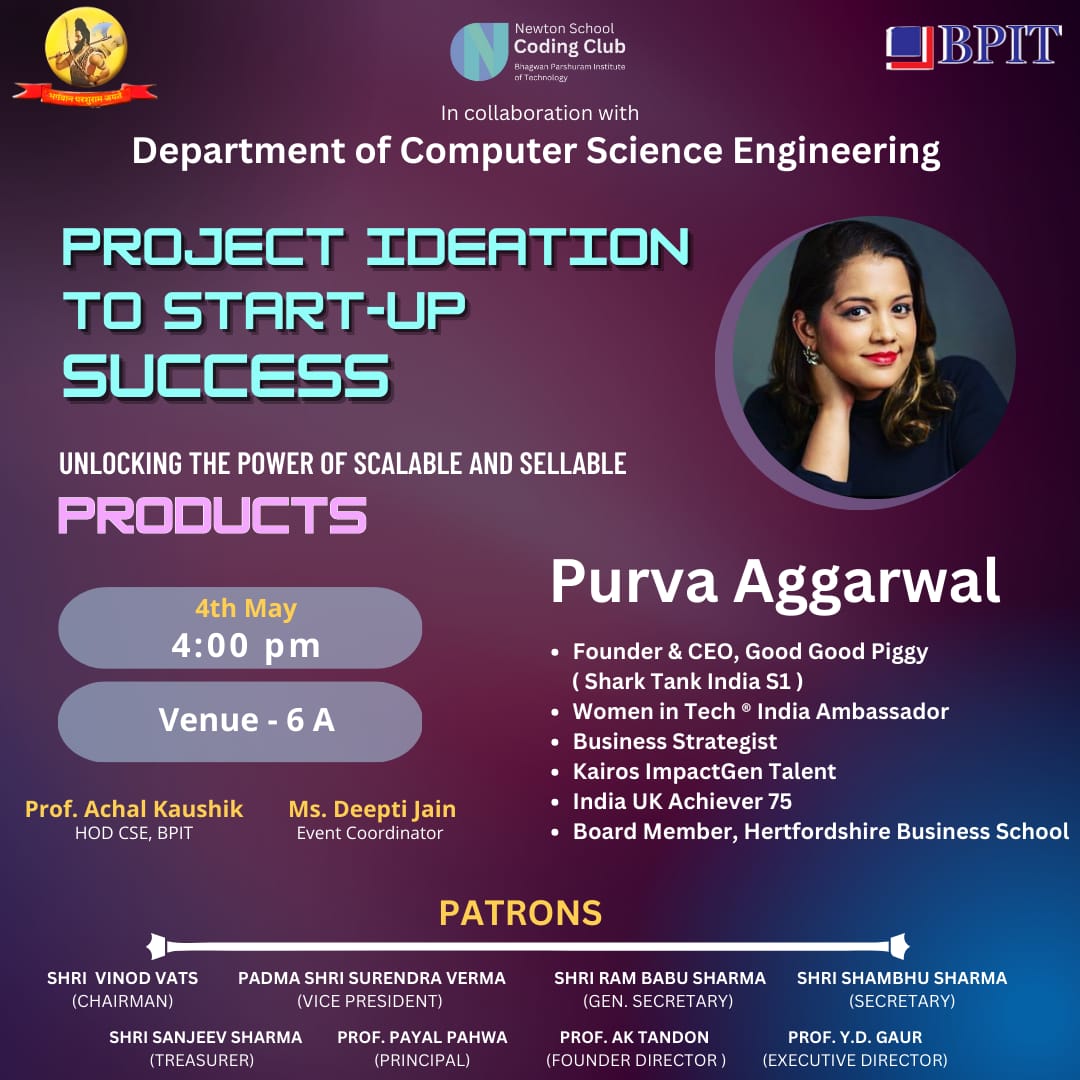 भगवान परशुराम जयते
Newton School
Coding Club
Bhagwan Parshuram Institute
of Technology
BPIT
In collaboration with
Department of Computer Science Engineering
PROJECT IDEATION
TO START-UP
SUCCESS
UNLOCKING THE POWER OF SCALABLE AND SELLABLE
PRODUCTS
4th May
4:00 pm
Venue - 6 A
Prof. Achal Kaushik
HOD CSE, BPIT
Ms. Deepti Jain
Event Coordinator
Purva Aggarwal
• Founder & CEO, Good Good Piggy
( Shark Tank India S1 )
• Women in Tech ® India Ambassador
• Business Strategist
• Kairos ImpactGen Talent
• India UK Achiever 75
• Board Member, Hertfordshire Business School
PATRONS
SHRI VINOD VATS
(CHAIRMAN)
PADMA SHRI SURENDRA VERMA
(VICE PRESIDENT)
SHRI RAM BABU SHARMA
(GEN. SECRETARY)
SHRI SHAMBHU SHARMA
(SECRETARY)
SHRI SANJEEV SHARMA
(TREASURER)
PROF. PAYAL PAHWA
(PRINCIPAL)
PROF. AK TANDON
(FOUNDER DIRECTOR )
PROF. Y.D. GAUR
(EXECUTIVE DIRECTOR)